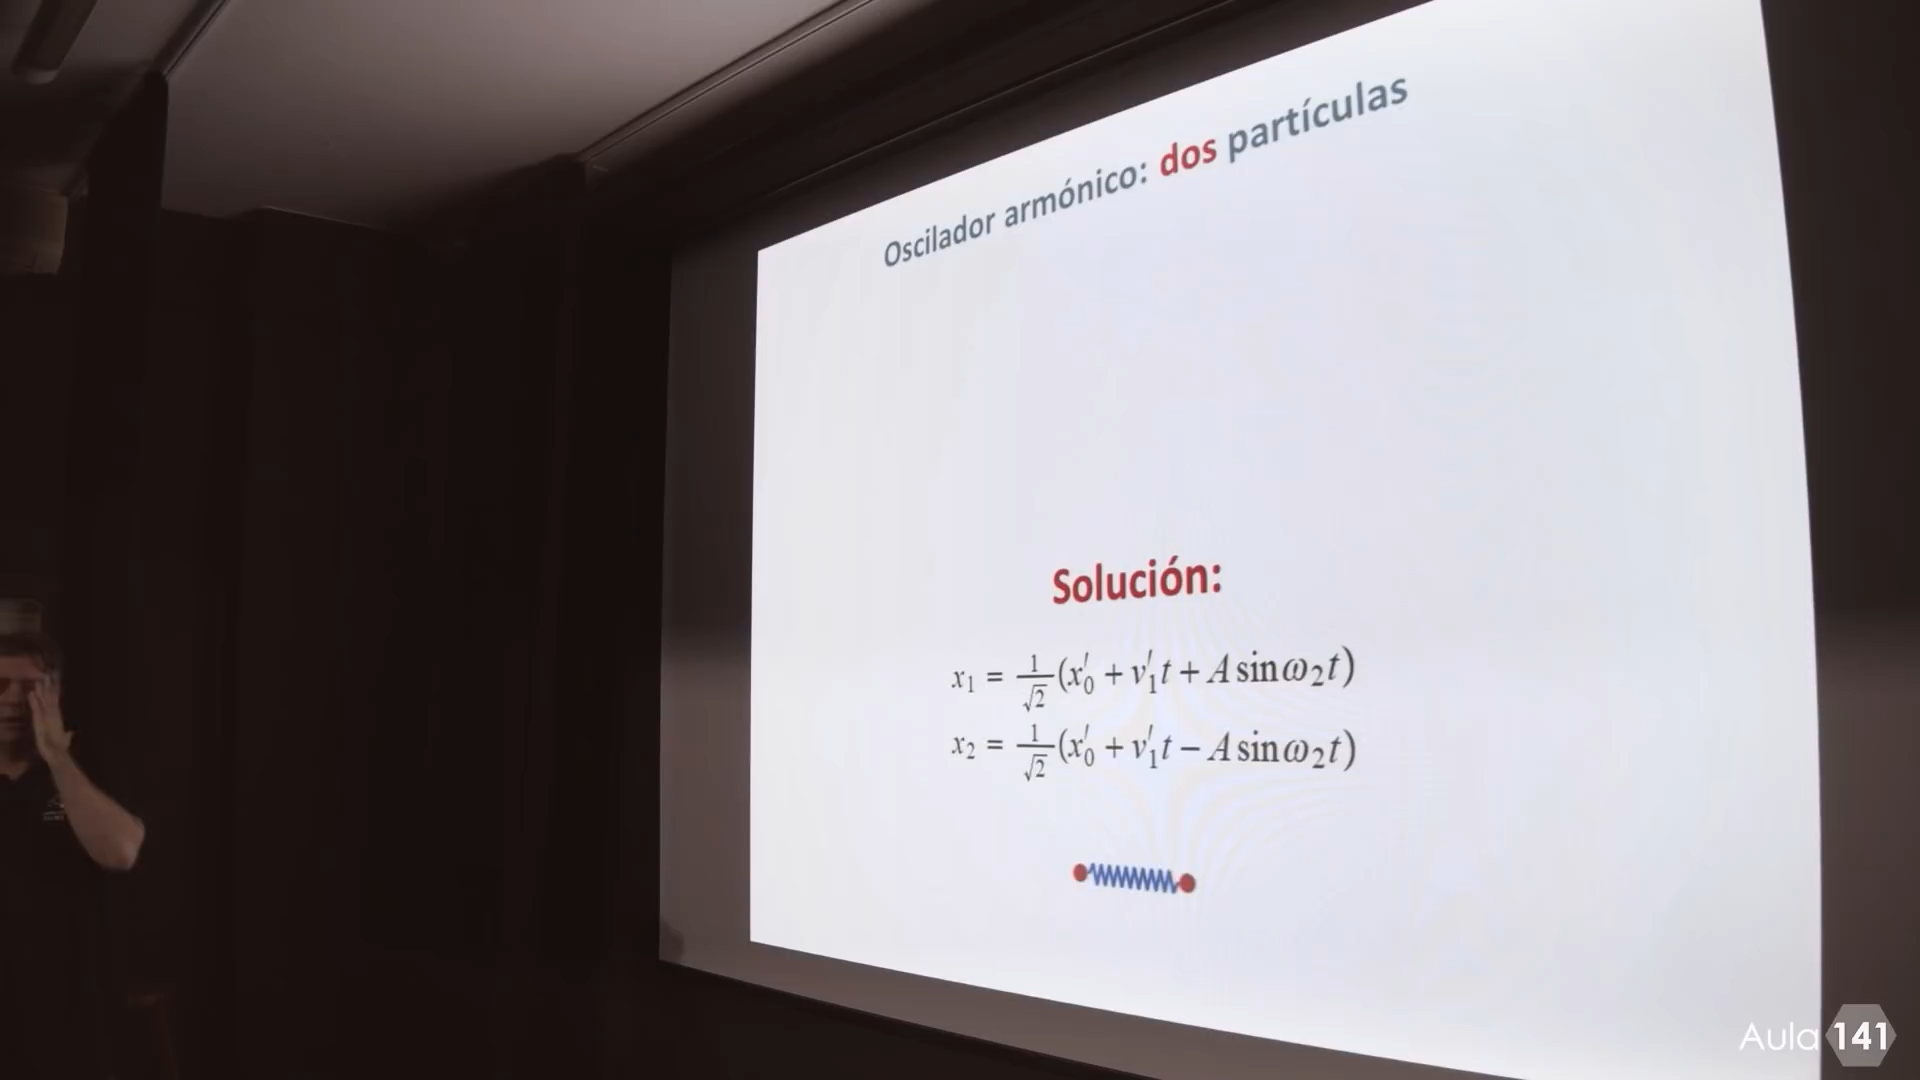 Oscilador armónico: dos partículas
Solución:
x₁ = 1/√2 (x′₀ + v′₁t + A sin ω₂t)
x₂ = 1/√2 (x′₀ + v′₁t − A sin ω₂t)
Aula 141